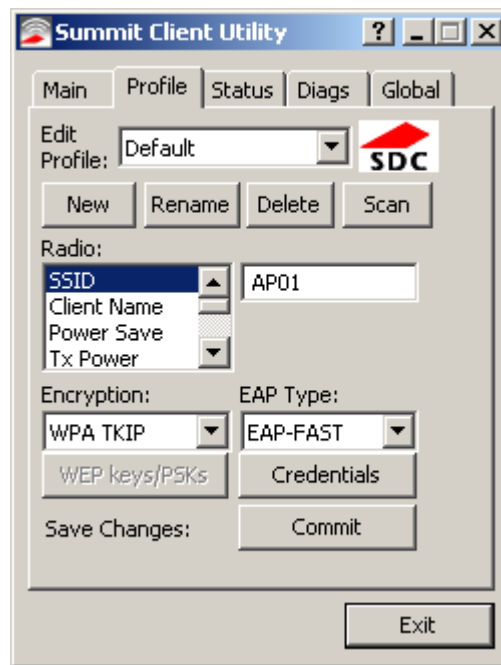 Summit Client Utility
Main Profile Status Diags Global
Edit
Profile: Default
SDC
New Rename Delete Scan
Radio:
SSID AP01
Client Name
Power Save
Tx Power
Encryption: EAP Type:
WPA TKIP EAP-FAST
WEP keys/PSKs Credentials
Save Changes: Commit
Exit